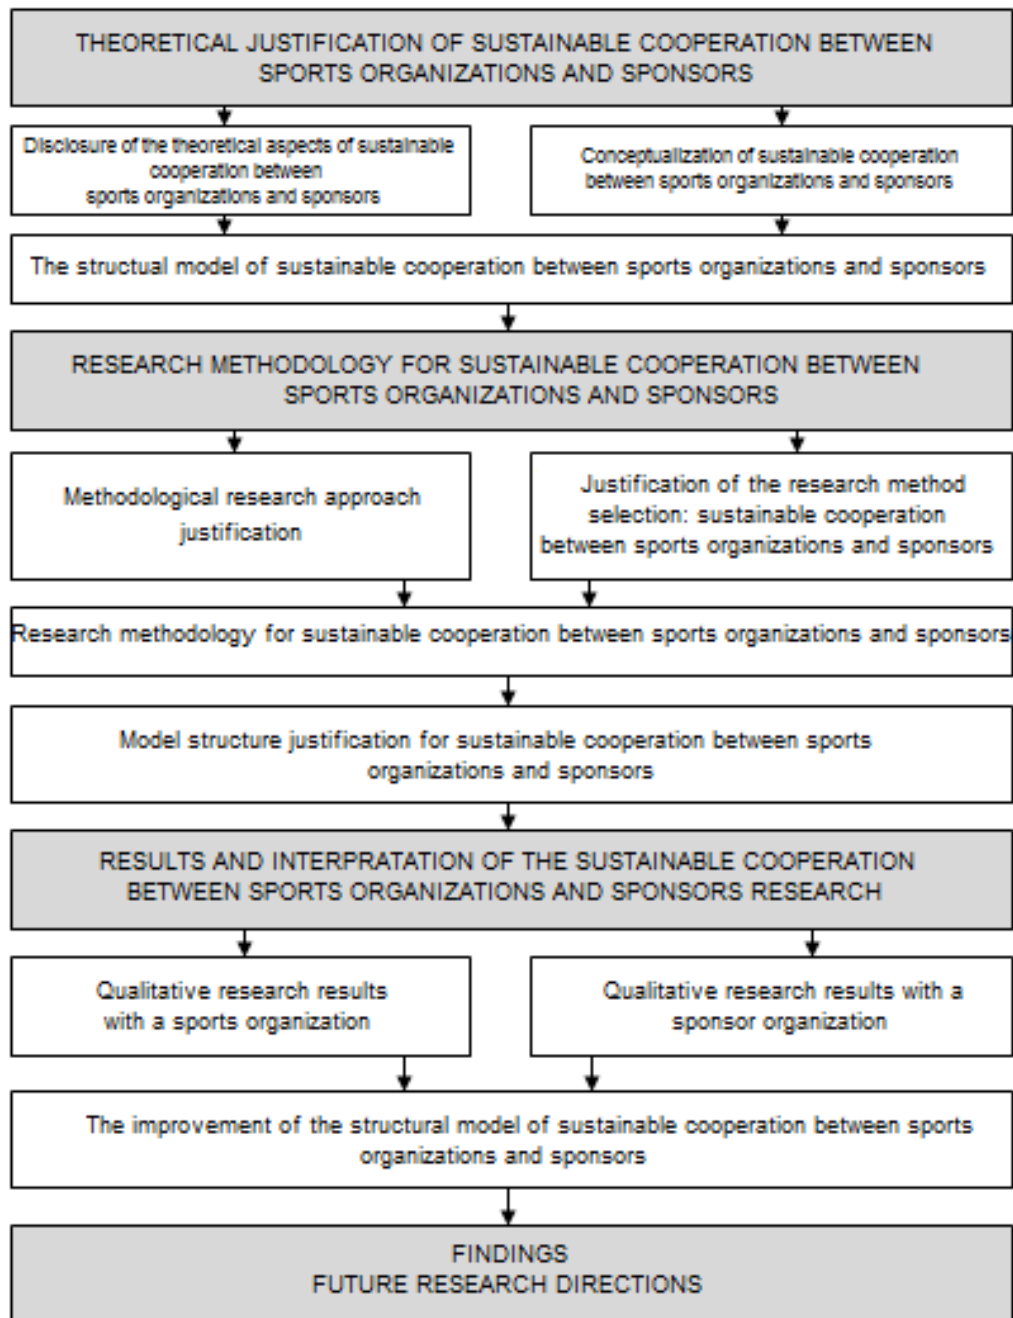 THEORETICAL JUSTIFICATION OF SUSTAINABLE COOPERATION BETWEEN
SPORTS ORGANIZATIONS AND SPONSORS
Disclosure of the theoretical aspects of sustainable
cooperation between
sports organizations and sponsors
Conceptualization of sustainable cooperation
between sports organizations and sponsors
The structual model of sustainable cooperation between sports organizations and sponsors
RESEARCH METHODOLOGY FOR SUSTAINABLE COOPERATION BETWEEN
SPORTS ORGANIZATIONS AND SPONSORS
Methodological research approach
justification
Justification of the research method
selection: sustainable cooperation
between sports organizations and sponsors
Research methodology for sustainable cooperation between sports organizations and sponsors
Model structure justification for sustainable cooperation between sports
organizations and sponsors
RESULTS AND INTERPRATATION OF THE SUSTAINABLE COOPERATION
BETWEEN SPORTS ORGANIZATIONS AND SPONSORS RESEARCH
Qualitative research results
with a sports organization
Qualitative research results with a
sponsor organization
The improvement of the structural model of sustainable cooperation between sports
organizations and sponsors
FINDINGS
FUTURE RESEARCH DIRECTIONS